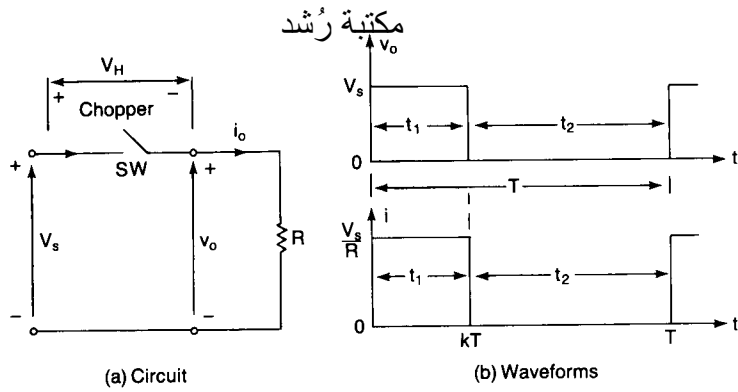 مكتبة رُشد
V_H
+ −
Chopper
i_o
SW
+ +
V_s
v_o
R
− −
(a) Circuit
v_o
V_s
t_1
t_2
0
t
T
i
V_s/R
t_1
t_2
0
t
kT
T
(b) Waveforms